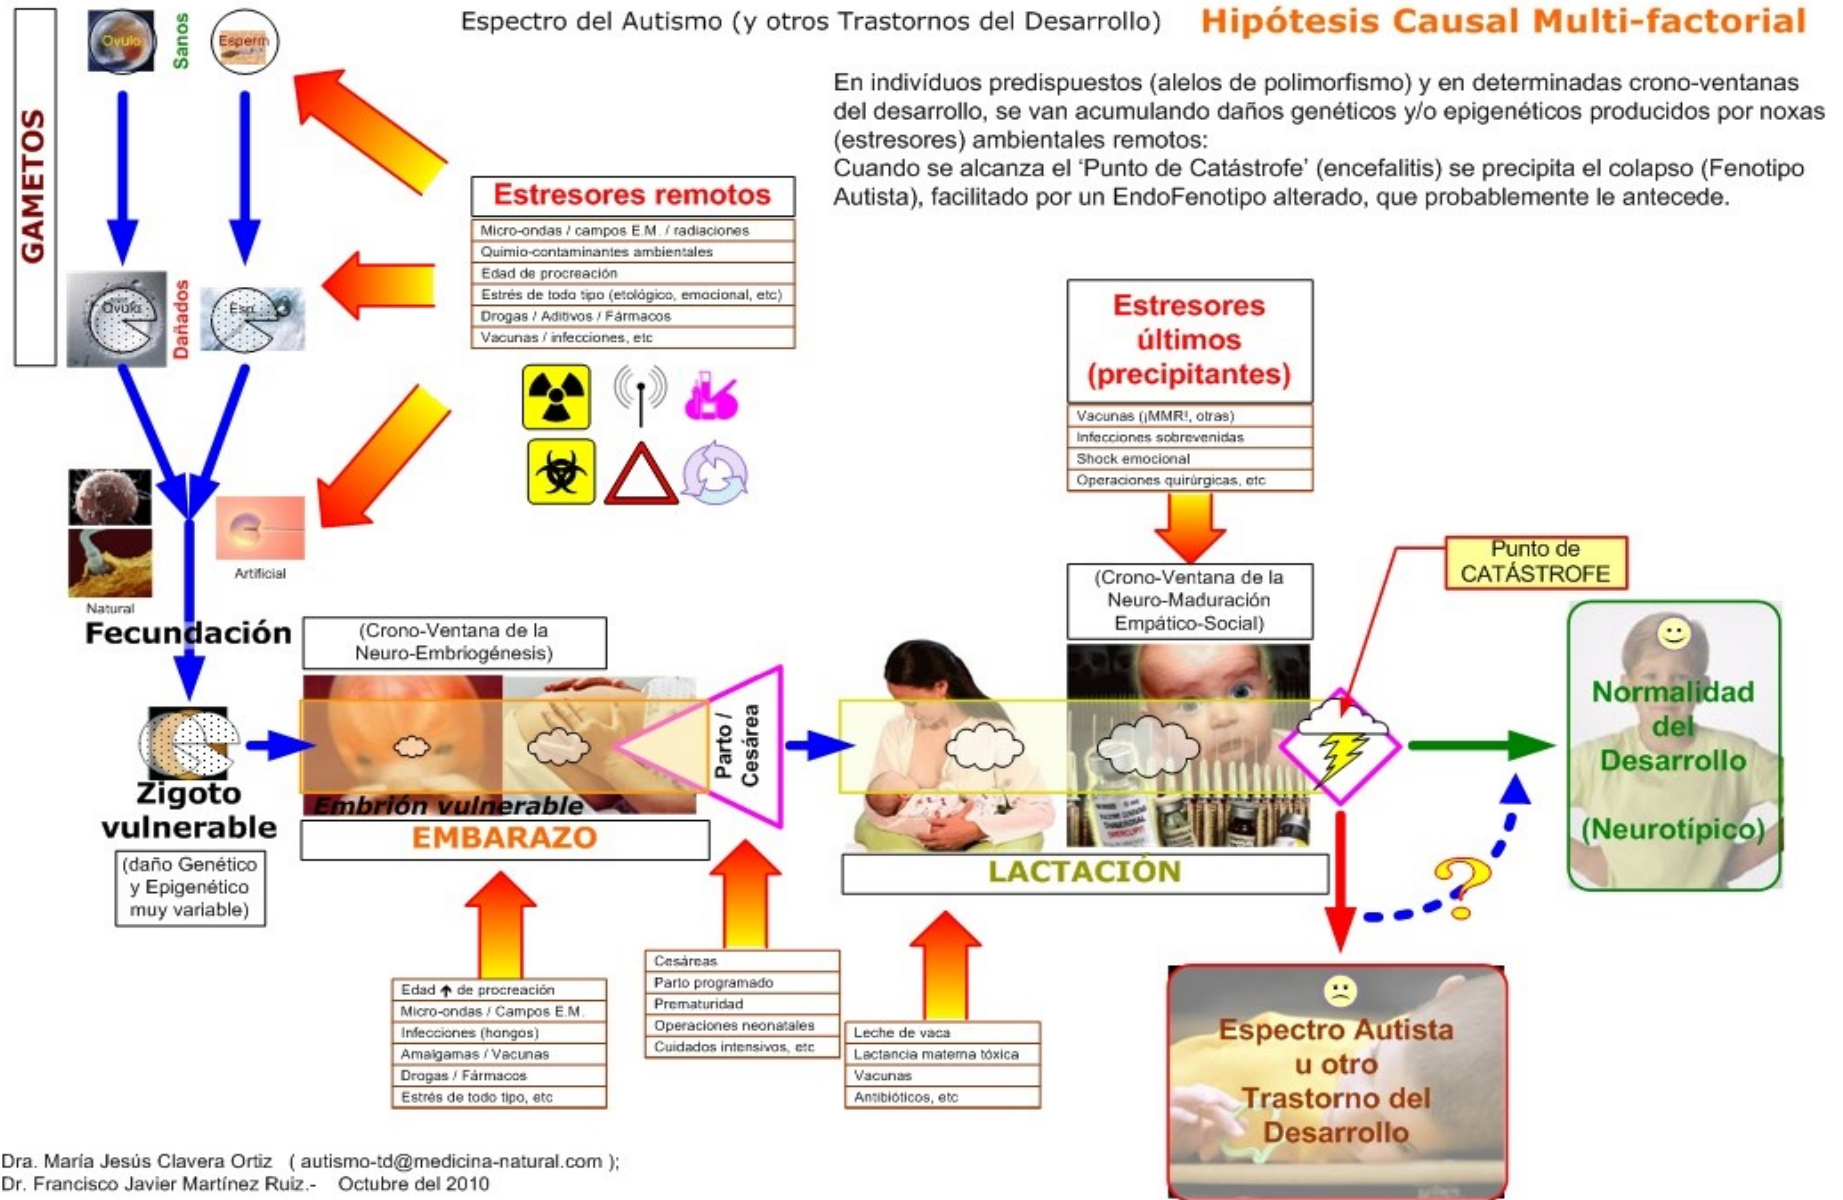 Espectro del Autismo (y otros Trastornos del Desarrollo)
Hipótesis Causal Multi-factorial
En indivíduos predispuestos (alelos de polimorfismo) y en determinadas crono-ventanas
del desarrollo, se van acumulando daños genéticos y/o epigenéticos producidos por noxas
(estresores) ambientales remotos:
Cuando se alcanza el 'Punto de Catástrofe' (encefalitis) se precipita el colapso (Fenotipo
Autista), facilitado por un EndoFenotipo alterado, que probablemente le antecede.
GAMETOS
Ovulo
Sanos
Esperm
Ovulo
Dañados
Esp.
Estresores remotos
Micro-ondas / campos E.M. / radiaciones
Quimio-contaminantes ambientales
Edad de procreación
Estrés de todo tipo (etológico, emocional, etc)
Drogas / Aditivos / Fármacos
Vacunas / infecciones, etc
Estresores
últimos
(precipitantes)
Vacunas (¡MMR!, otras)
Infecciones sobrevenidas
Shock emocional
Operaciones quirúrgicas, etc
Natural
Artificial
Fecundación
(Crono-Ventana de la
Neuro-Embriogénesis)
(Crono-Ventana de la
Neuro-Maduración
Empático-Social)
Punto de
CATÁSTROFE
Zigoto
vulnerable
(daño Genético
y Epigenético
muy variable)
Embrión vulnerable
EMBARAZO
Parto /
Cesárea
LACTACIÓN
Normalidad
del
Desarrollo
(Neurotípico)
?
Edad ↑ de procreación
Micro-ondas / Campos E.M.
Infecciones (hongos)
Amalgamas / Vacunas
Drogas / Fármacos
Estrés de todo tipo, etc
Cesáreas
Parto programado
Prematuridad
Operaciones neonatales
Cuidados intensivos, etc
Leche de vaca
Lactancia materna tóxica
Vacunas
Antibióticos, etc
Espectro Autista
u otro
Trastorno del
Desarrollo
Dra. María Jesús Clavera Ortiz ( autismo-td@medicina-natural.com );
Dr. Francisco Javier Martínez Ruiz.- Octubre del 2010